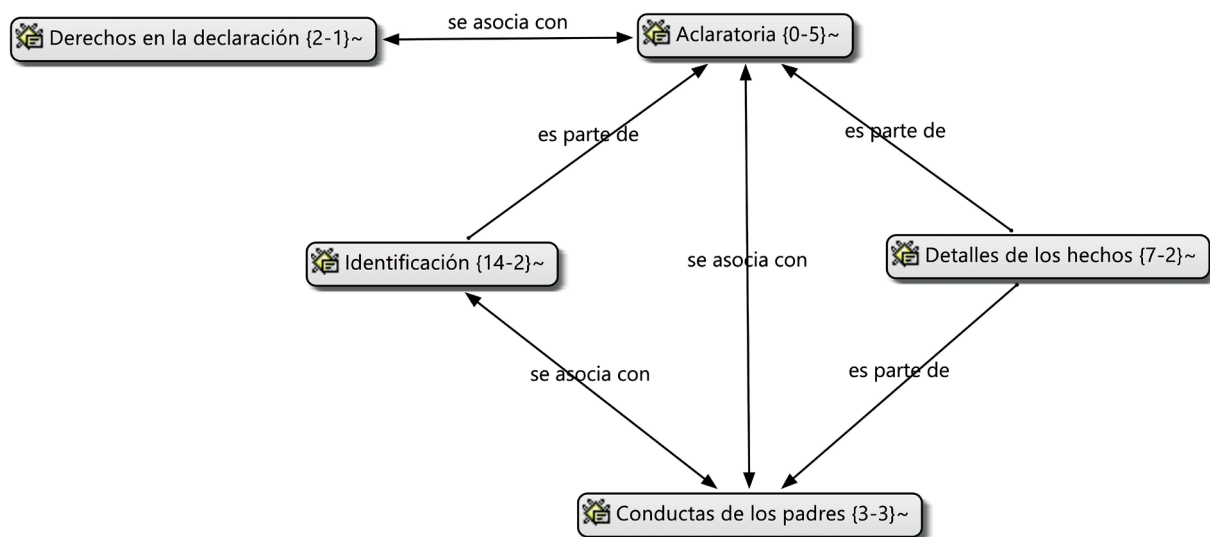 se asocia con
Derechos en la declaración {2-1}~
Aclaratoria {0-5}~
es parte de
es parte de
Identificación {14-2}~
se asocia con
Detalles de los hechos {7-2}~
se asocia con
es parte de
Conductas de los padres {3-3}~